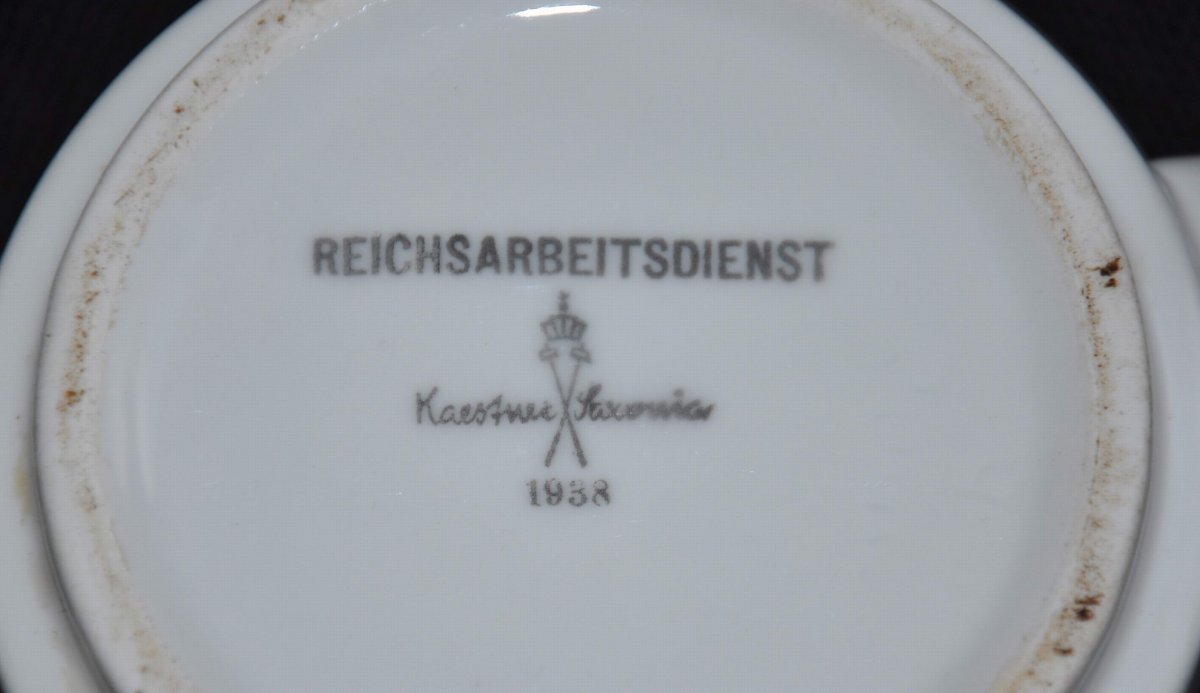 REICHSARBEITSDIENST
Kaestner Saxonia
1938